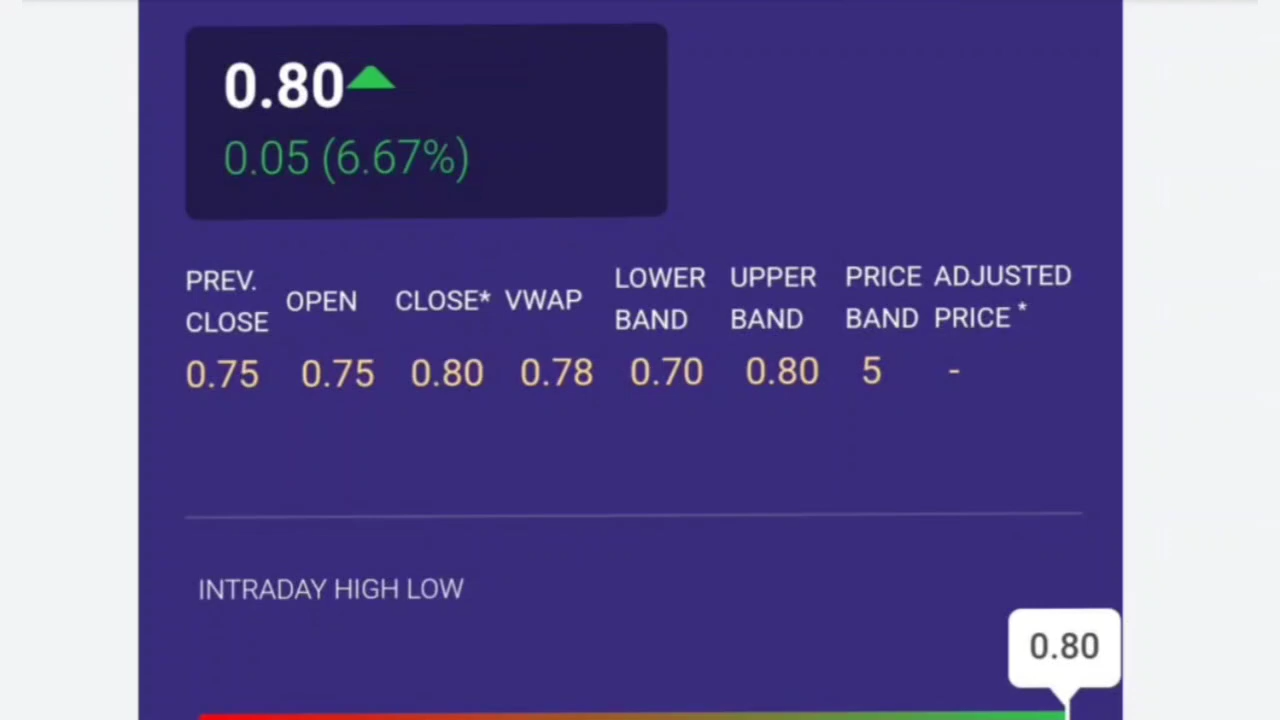 0.80
0.05 (6.67%)
PREV. CLOSE OPEN CLOSE* VWAP LOWER BAND UPPER BAND PRICE BAND ADJUSTED PRICE *
0.75 0.75 0.80 0.78 0.70 0.80 5 -
INTRADAY HIGH LOW
0.80